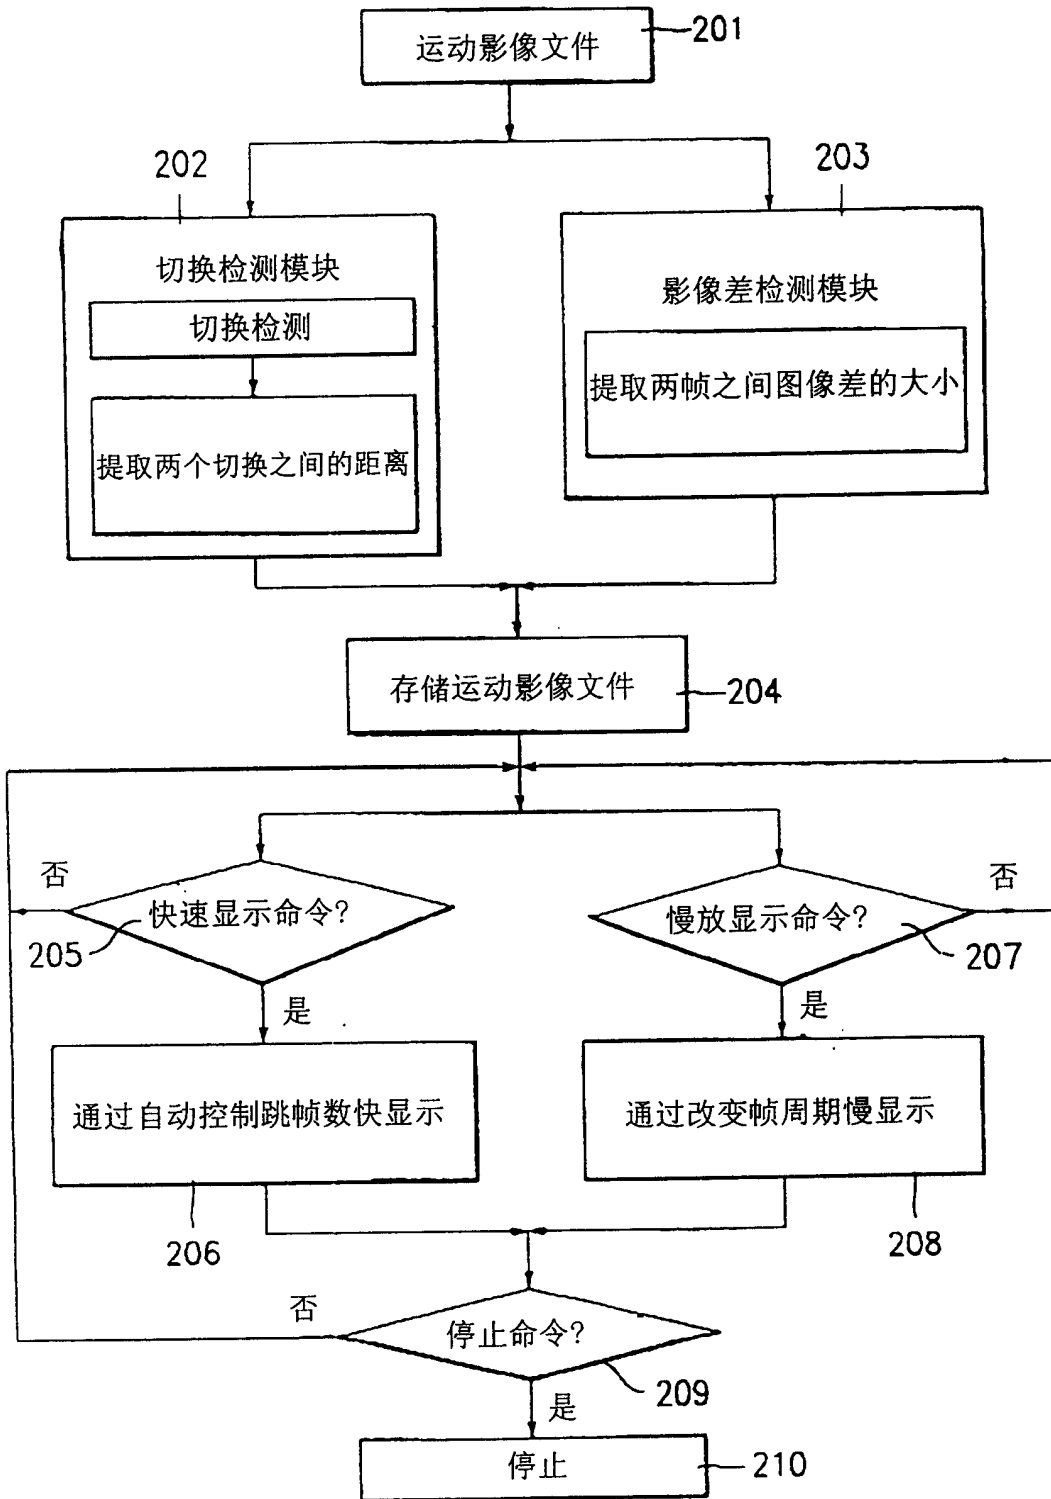 运动影像文件
201
202
203
切换检测模块
切换检测
提取两个切换之间的距离
影像差检测模块
提取两帧之间图像差的大小
存储运动影像文件
204
否
快速显示命令?
205
慢放显示命令?
否
207
是
是
通过自动控制跳帧数快显示
通过改变帧周期慢显示
206
208
否
停止命令?
209
是
停止
210